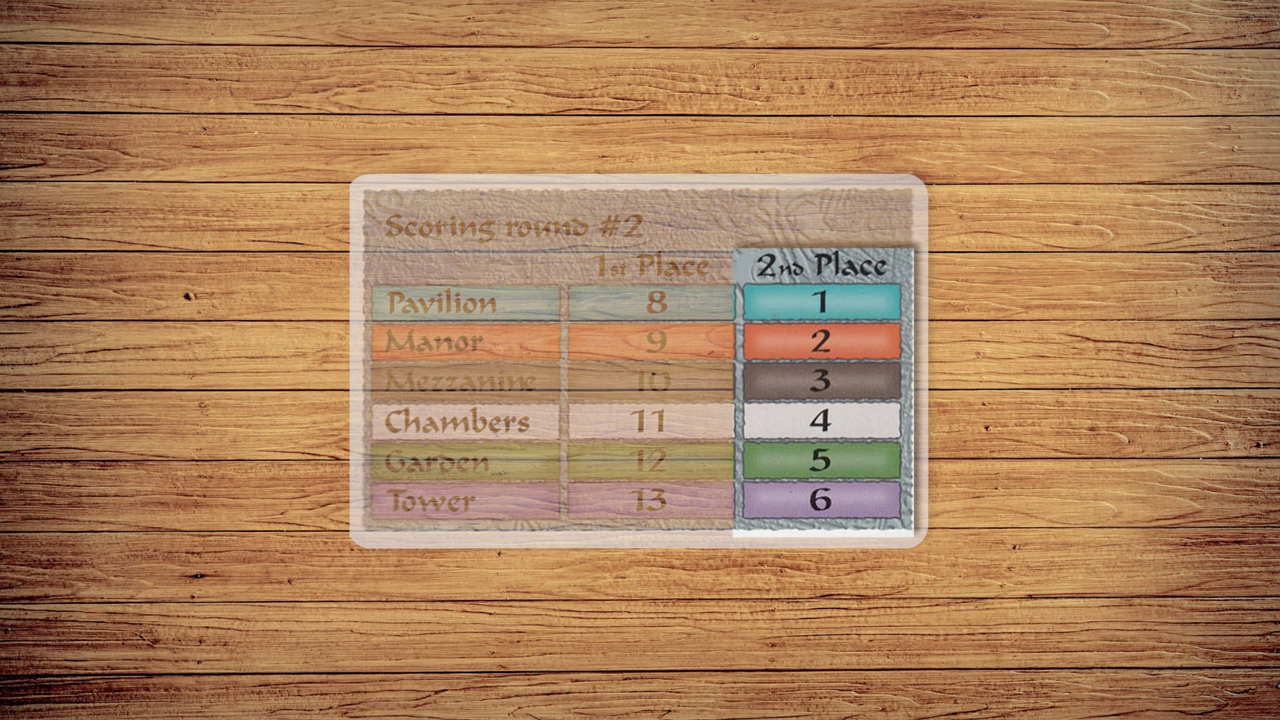 Scoring round #2
1st Place 2nd Place
Pavilion 8 1
Manor 9 2
Mezzanine 10 3
Chambers 11 4
Garden 12 5
Tower 13 6